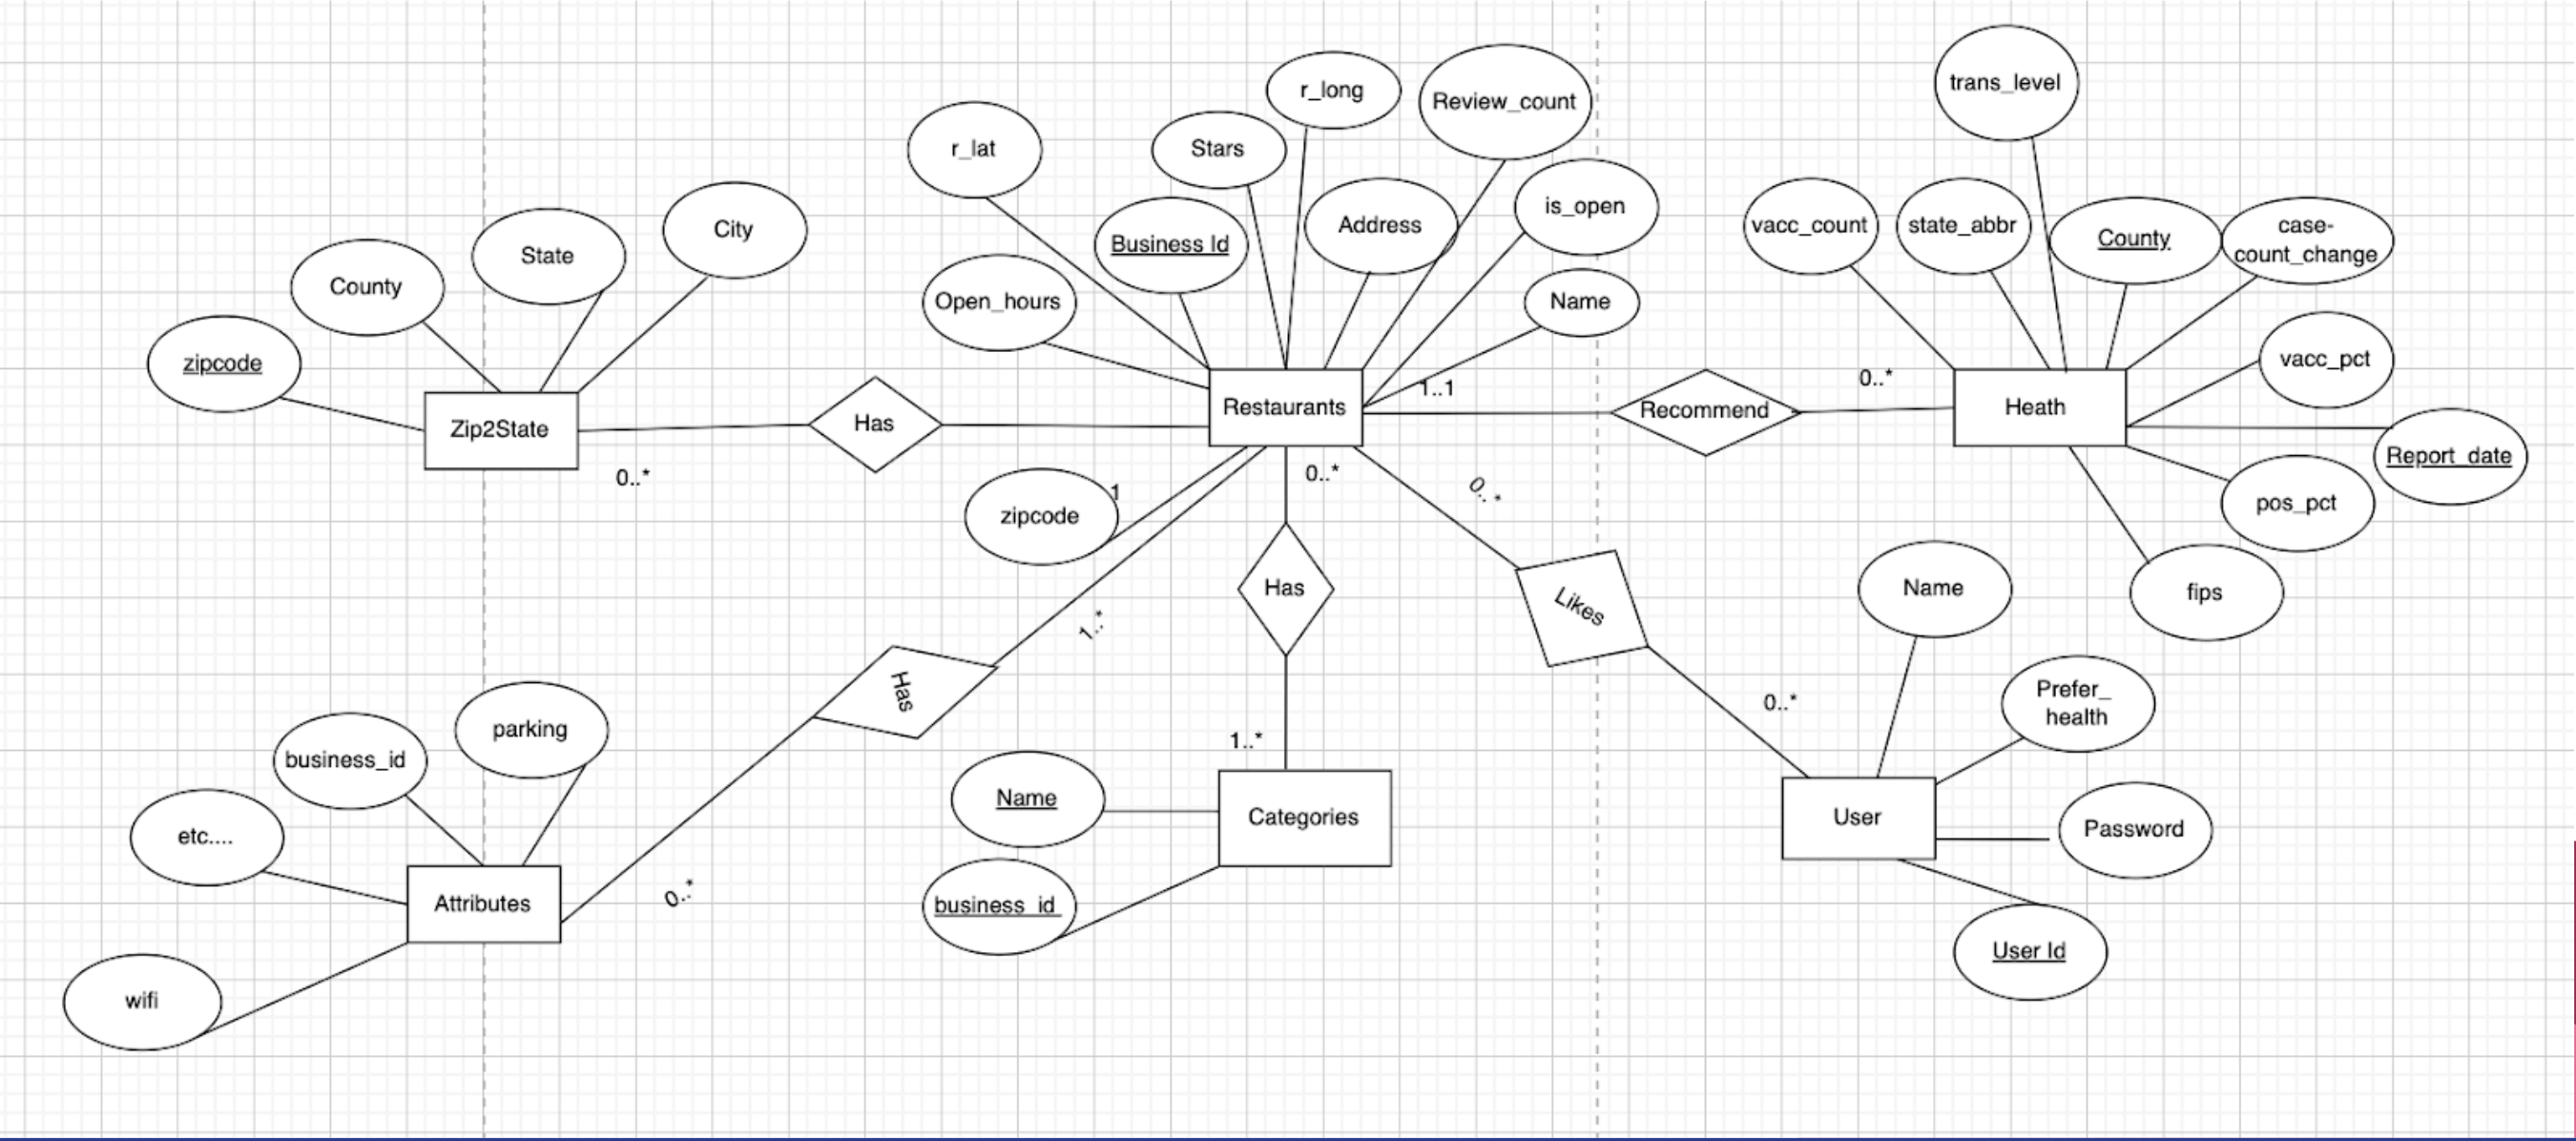 trans_level
r_long
Review_count
r_lat
Stars
is_open
Address
vacc_count
state_abbr
County
case-
count_change
City
State
Business Id
County
Open_hours
Name
zipcode
vacc_pct
1..1
0..*
Zip2State
Has
Restaurants
Recommend
Heath
Report_date
0..*
1
0..*
0..*
zipcode
pos_pct
Has
Likes
Name
fips
1..*
Has
Prefer_
health
0..*
parking
business_id
1..*
Name
Categories
User
Password
etc....
Attributes
0..*
business_id
User Id
wifi